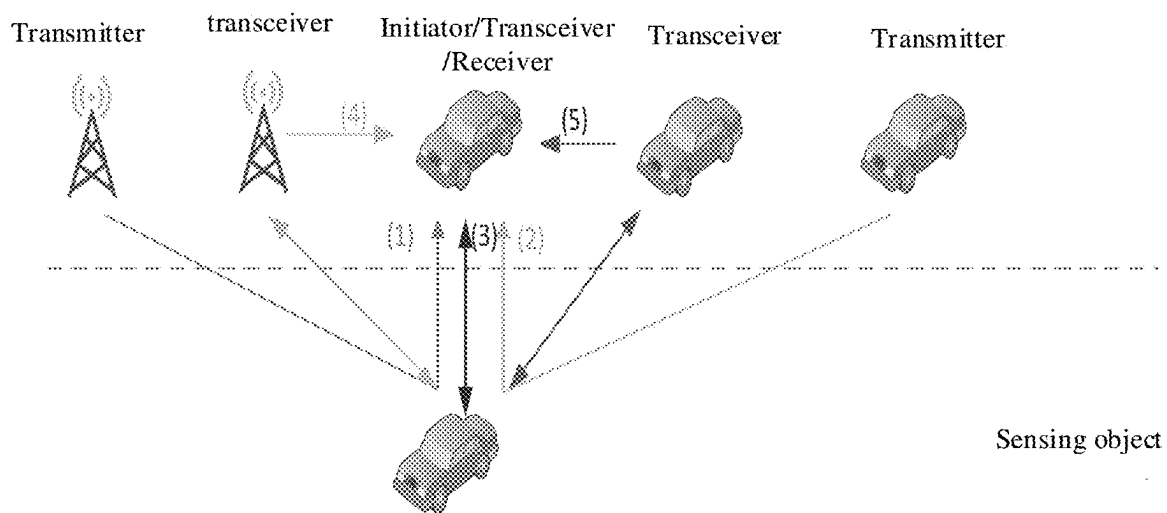 Transmitter
transceiver
Initiator/Transceiver
/Receiver
Transceiver
Transmitter
(4)
(5)
(1)
(3)
(2)
Sensing object